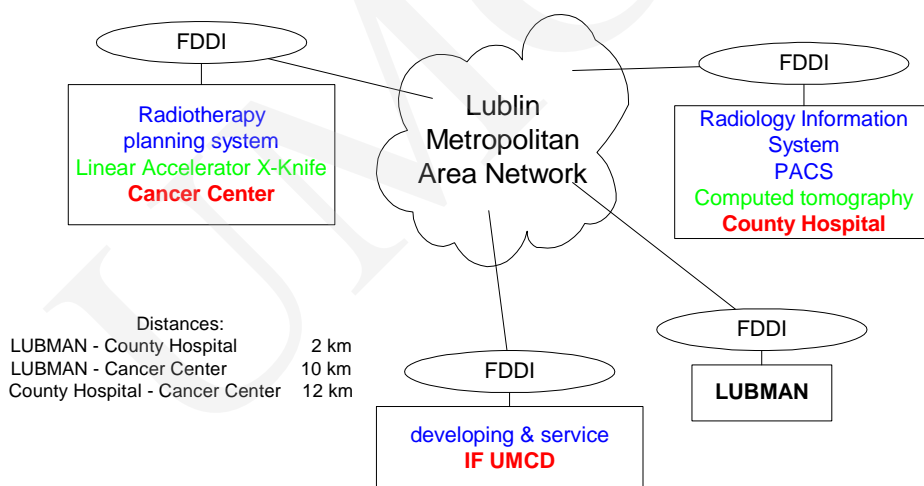 FDDI
Radiotherapy
planning system
Linear Accelerator X-Knife
Cancer Center
Lublin
Metropolitan
Area Network
FDDI
Radiology Information
System
PACS
Computed tomography
County Hospital
Distances:
LUBMAN - County Hospital 2 km
LUBMAN - Cancer Center 10 km
County Hospital - Cancer Center 12 km
FDDI
developing & service
IF UMCD
FDDI
LUBMAN